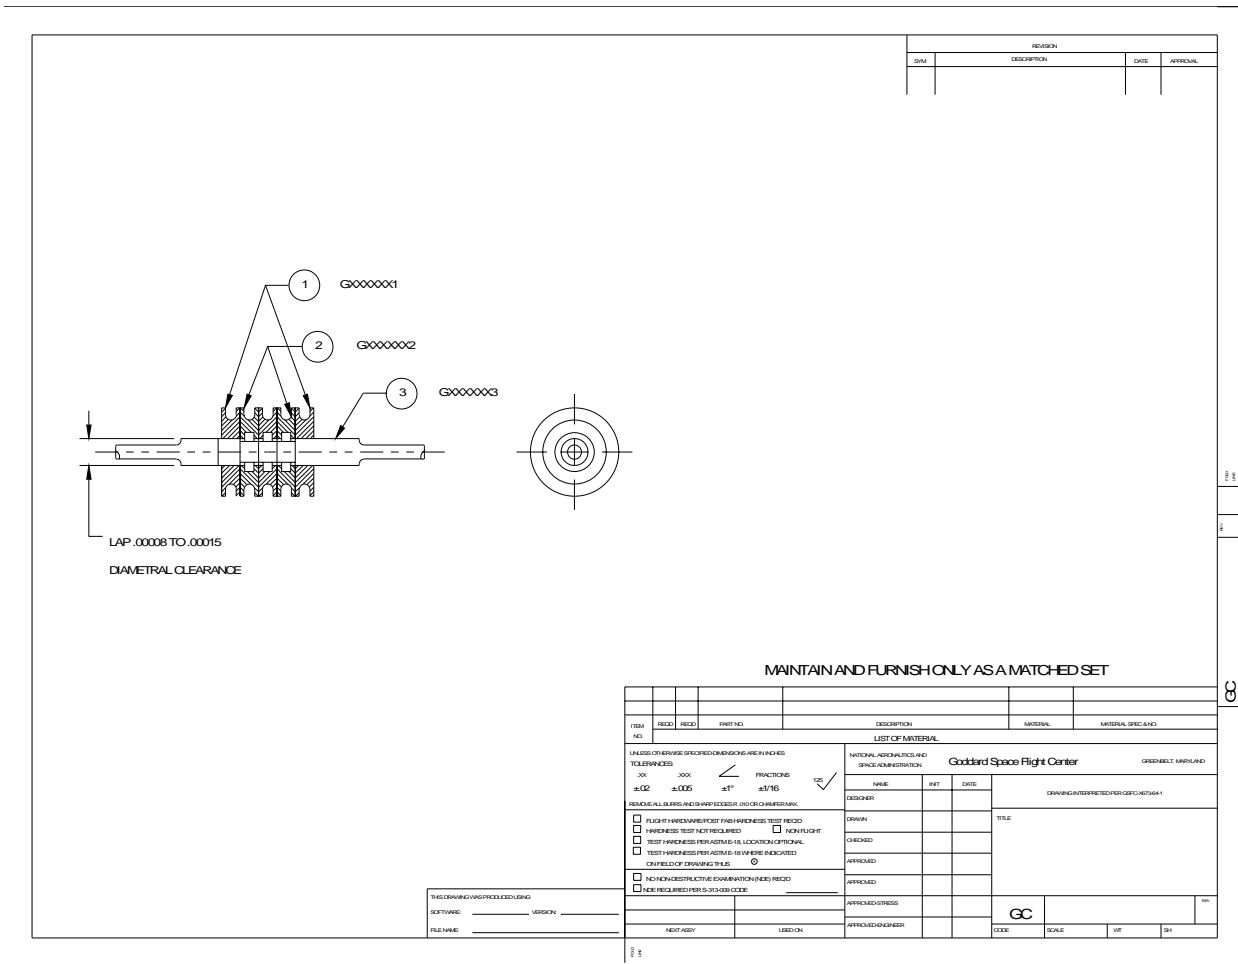 REVISION
SYM DESCRIPTION DATE APPROVAL
1 GXXXXXX1
2 GXXXXXX2
3 GXXXXXX3
LAP .00008 TO .00015
DIAMETRAL CLEARANCE
FOLD
LINE
REV
GC
MAINTAIN AND FURNISH ONLY AS A MATCHED SET
ITEM
NO.
REQ'D REQ'D PART NO. DESCRIPTION MATERIAL MATERIAL SPEC & NO.
LIST OF MATERIAL
UNLESS OTHERWISE SPECIFIED DIMENSIONS ARE IN INCHES
TOLERANCES:
.XX .XXX FRACTIONS 125
±.02 ±.005 ±1° ±1/16
REMOVE ALL BURRS AND SHARP EDGES R .010 OR CHAMFER MAX.
FLIGHT HARDWARE/POST FAB HARDNESS TEST REQ'D
HARDNESS TEST NOT REQUIRED NON FLIGHT
TEST HARDNESS PER ASTM E-18, LOCATION OPTIONAL
TEST HARDNESS PER ASTM E-18 WHERE INDICATED
ON FIELD OF DRAWING THUS
NO NON-DESTRUCTIVE EXAMINATION (NDE) REQ'D
NDE REQUIRED PER S-313-009 CODE
NEXT ASSY USED ON
NATIONAL AERONAUTICS AND
SPACE ADMINISTRATION
Goddard Space Flight Center
GREENBELT, MARYLAND
NAME INIT DATE
DESIGNER
DRAWN
CHECKED
APPROVED
APPROVED
APPROVED-STRESS
APPROVED-ENGINEER
DRAWING INTERPRETED PER GSFC-X673-64-1
TITLE
GC
REV
CODE SCALE WT SH
THIS DRAWING WAS PRODUCED USING
SOFTWARE: VERSION:
FILE NAME:
FOLD
LINE